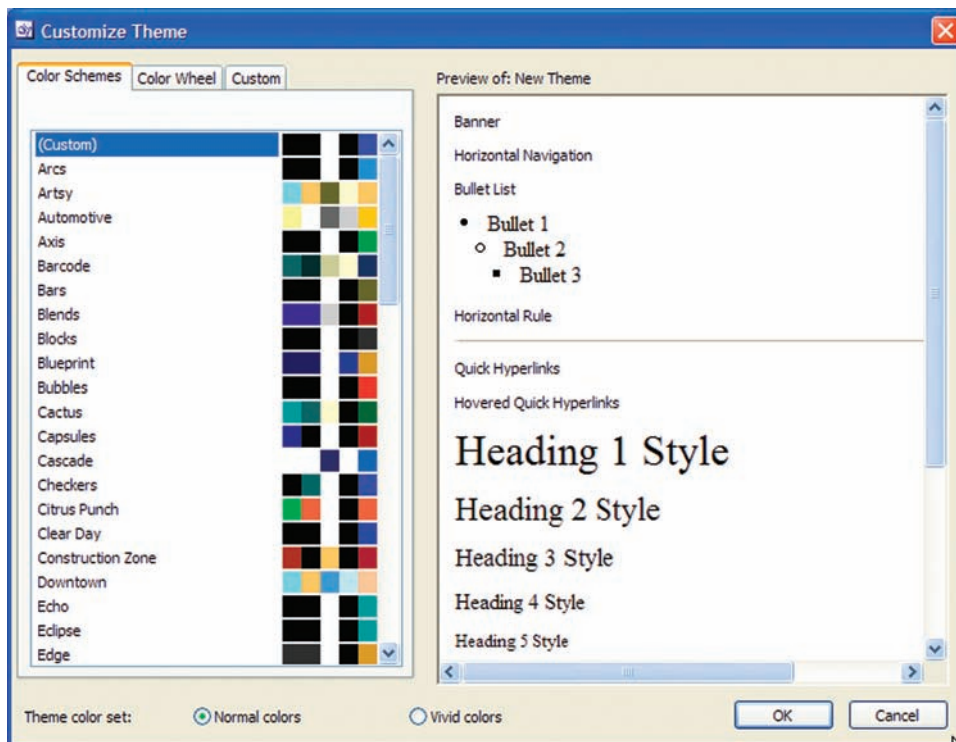 Customize Theme
Color Schemes
Color Wheel
Custom
(Custom)
Arcs
Artsy
Automotive
Axis
Barcode
Bars
Blends
Blocks
Blueprint
Bubbles
Cactus
Capsules
Cascade
Checkers
Citrus Punch
Clear Day
Construction Zone
Downtown
Echo
Eclipse
Edge
Preview of: New Theme
Banner
Horizontal Navigation
Bullet List
Bullet 1
Bullet 2
Bullet 3
Horizontal Rule
Quick Hyperlinks
Hovered Quick Hyperlinks
Heading 1 Style
Heading 2 Style
Heading 3 Style
Heading 4 Style
Heading 5 Style
Theme color set:
Normal colors
Vivid colors
OK
Cancel